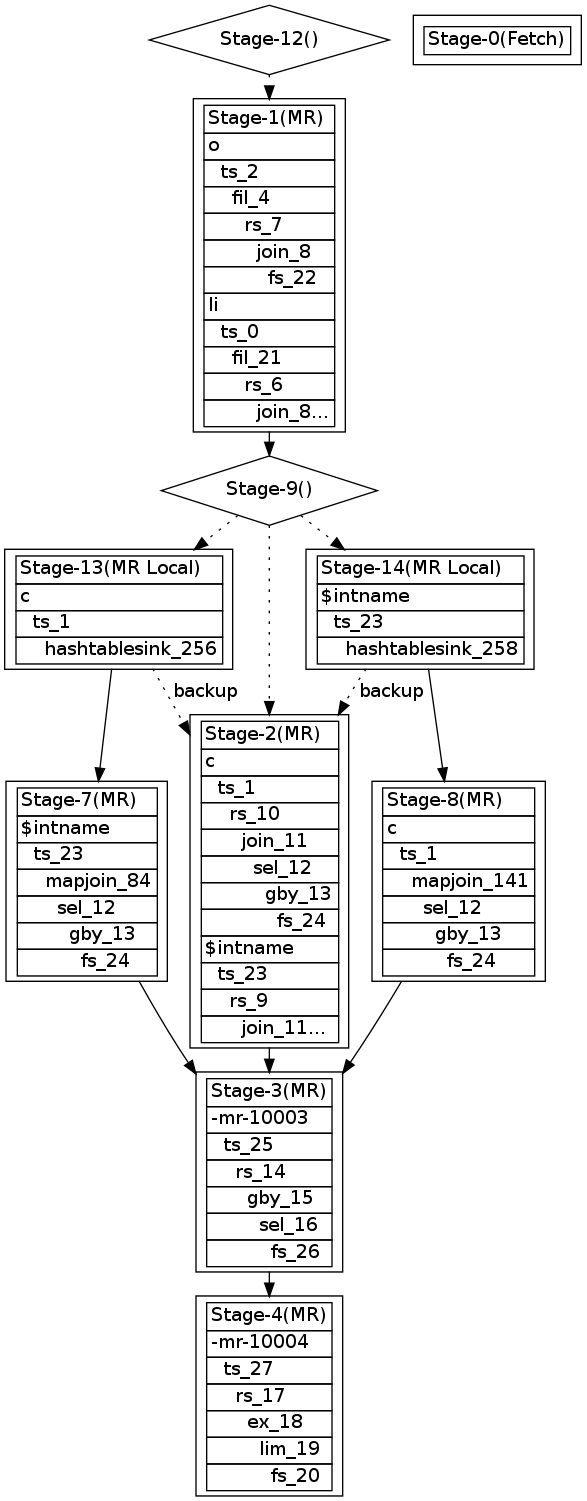 Stage-12()
Stage-0(Fetch)
Stage-1(MR)
o
ts_2
fil_4
rs_7
join_8
fs_22
li
ts_0
fil_21
rs_6
join_8...
Stage-9()
Stage-13(MR Local)
c
ts_1
hashtablesink_256
Stage-14(MR Local)
$intname
ts_23
hashtablesink_258
backup
backup
Stage-2(MR)
c
ts_1
rs_10
join_11
sel_12
gby_13
fs_24
$intname
ts_23
rs_9
join_11...
Stage-7(MR)
$intname
ts_23
mapjoin_84
sel_12
gby_13
fs_24
Stage-8(MR)
c
ts_1
mapjoin_141
sel_12
gby_13
fs_24
Stage-3(MR)
-mr-10003
ts_25
rs_14
gby_15
sel_16
fs_26
Stage-4(MR)
-mr-10004
ts_27
rs_17
ex_18
lim_19
fs_20